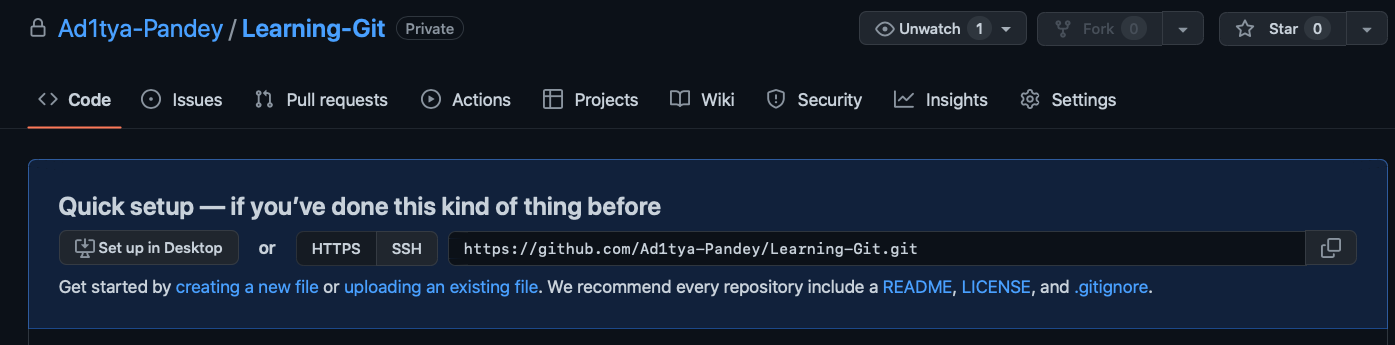 Ad1tya-Pandey / Learning-Git Private Unwatch 1 Fork 0 Star 0
Code Issues Pull requests Actions Projects Wiki Security Insights Settings
Quick setup — if you’ve done this kind of thing before
Set up in Desktop or HTTPS SSH https://github.com/Ad1tya-Pandey/Learning-Git.git
Get started by creating a new file or uploading an existing file. We recommend every repository include a README, LICENSE, and .gitignore.